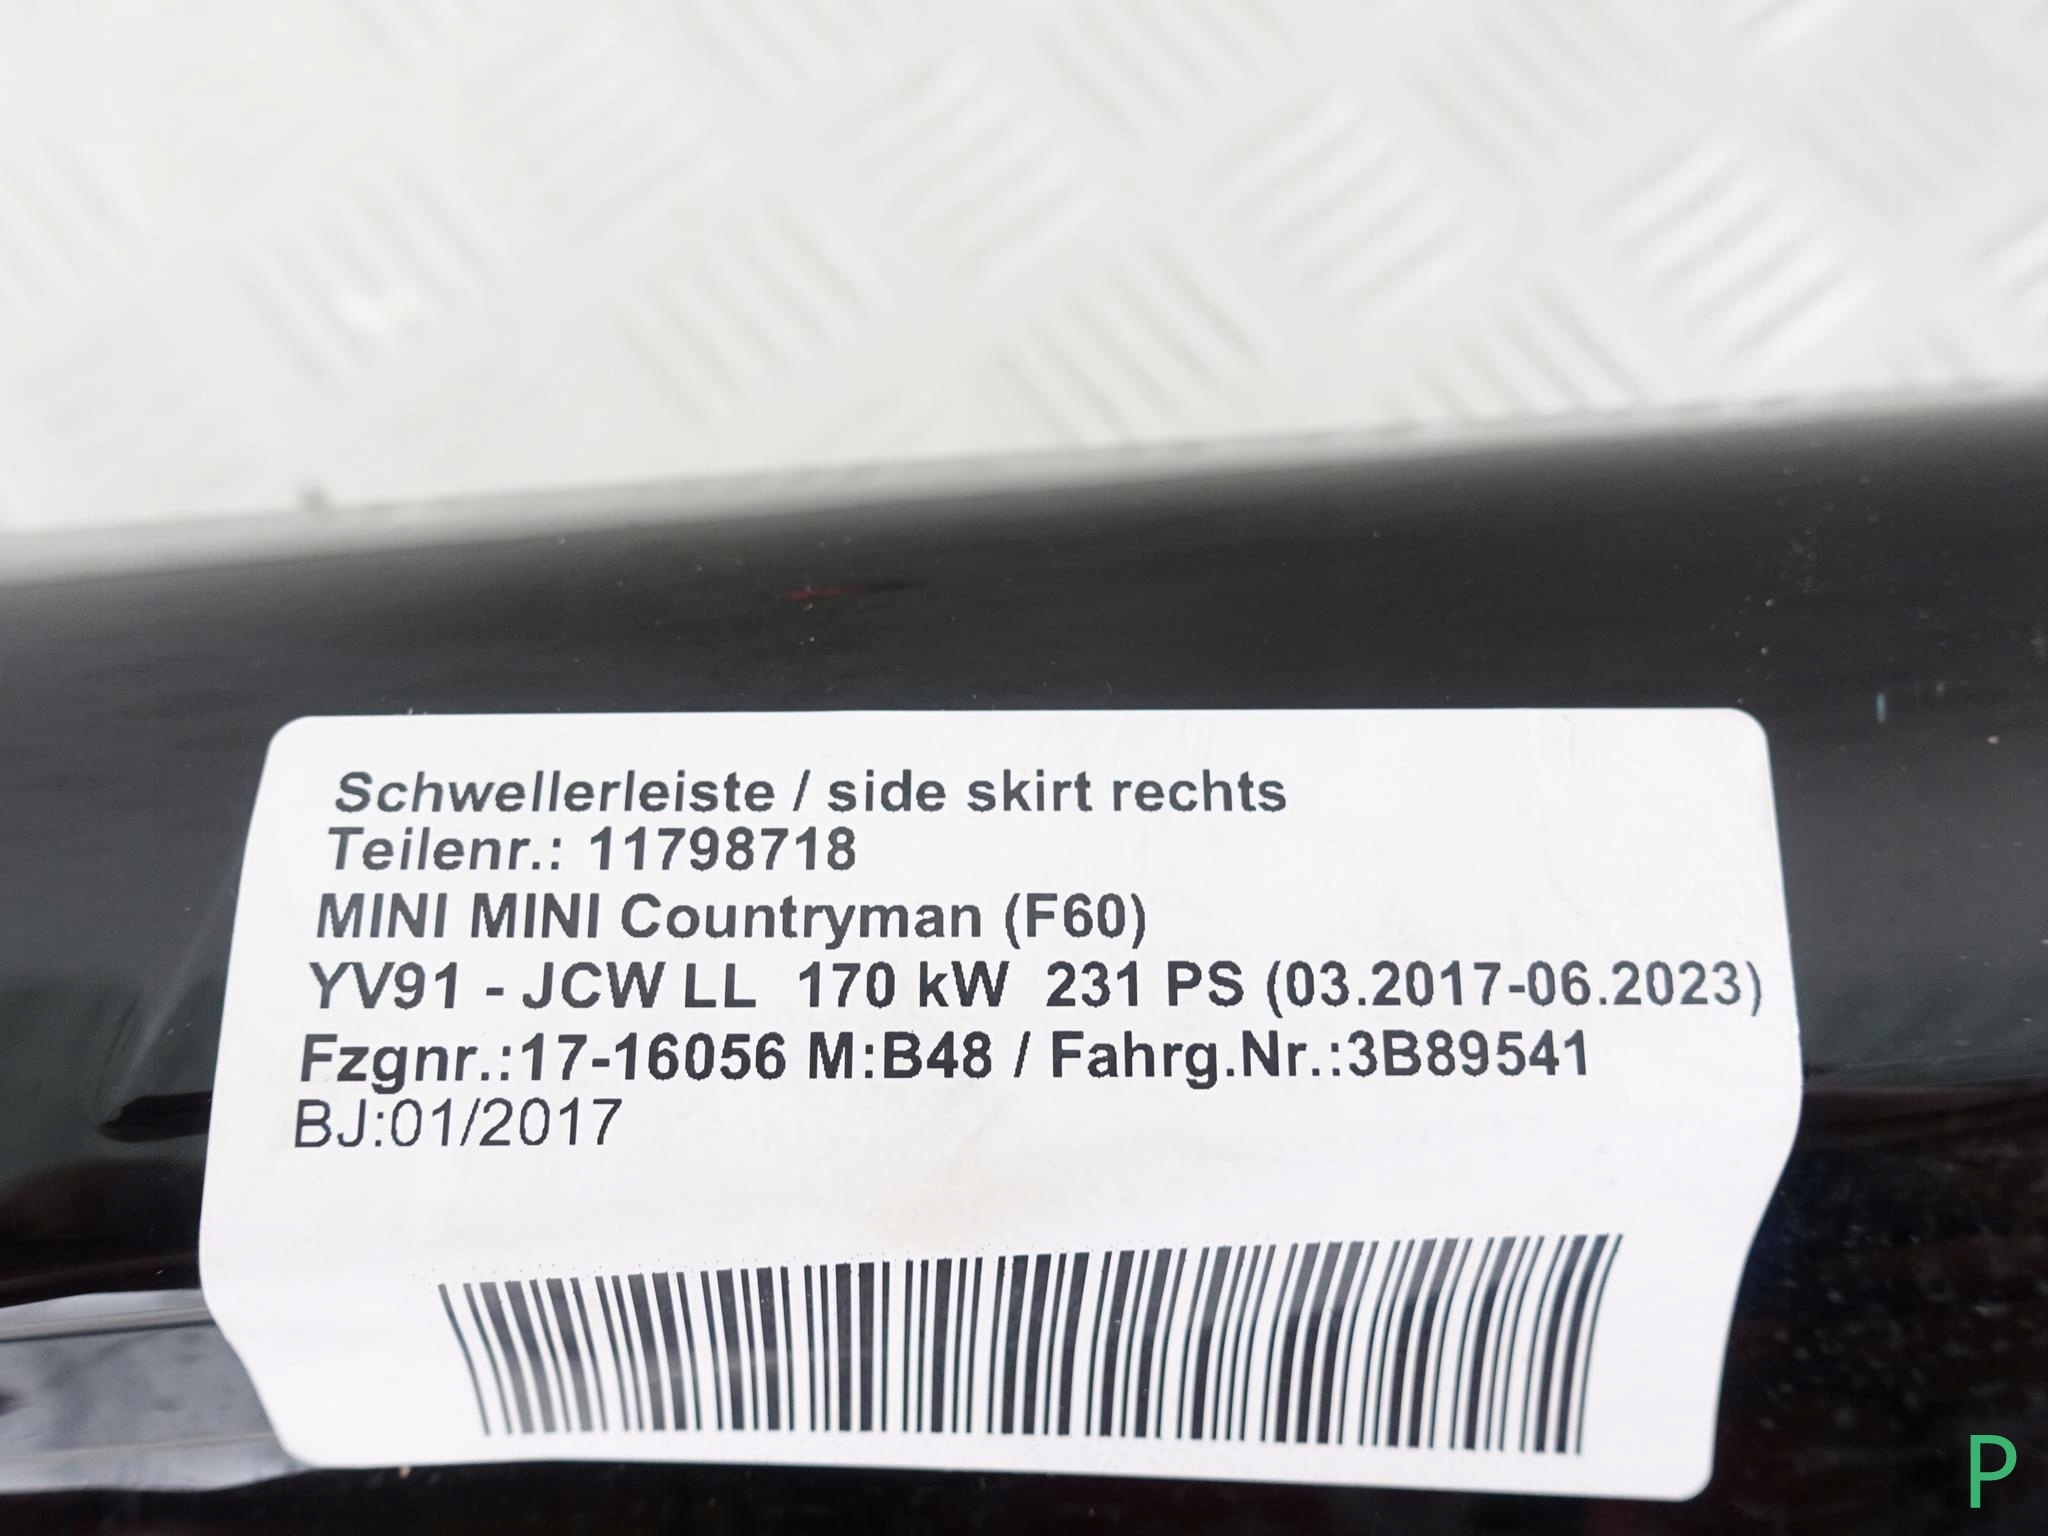 Schwellerleiste / side skirt rechts
Teilenr.: 11798718
MINI MINI Countryman (F60)
YV91 - JCW LL 170 kW 231 PS (03.2017-06.2023)
Fzgnr.:17-16056 M:B48 / Fahrg.Nr.:3B89541
BJ:01/2017
P